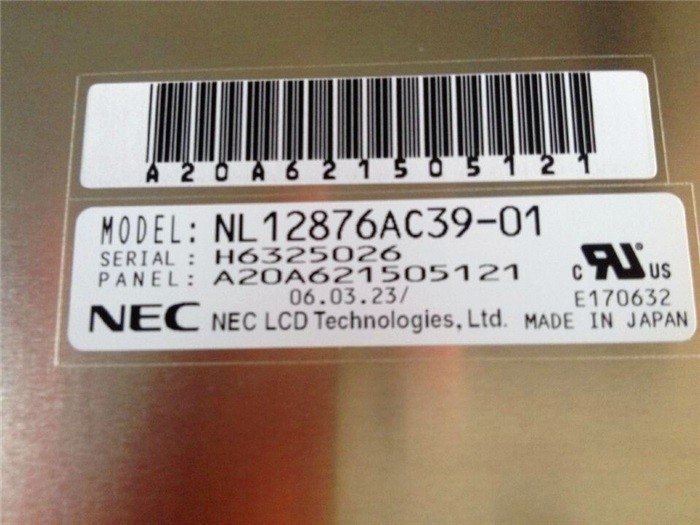 A20A621505121
MODEL: NL12876AC39-01
SERIAL : H6325026
PANEL: A20A621505121
06.03.23/
NEC NEC LCD Technologies, Ltd.
C RU US
E170632
MADE IN JAPAN